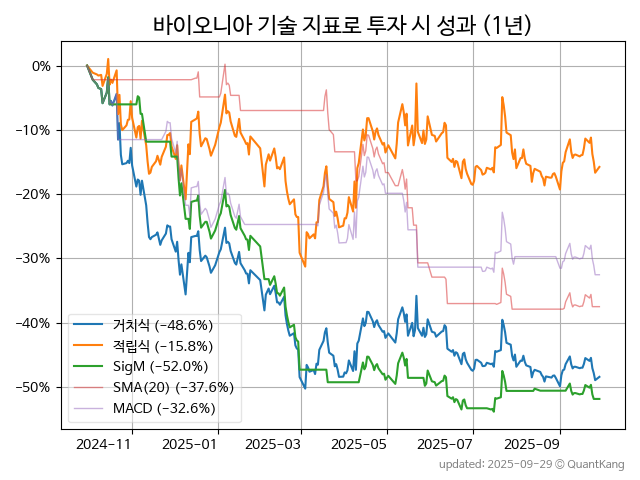 바이오니아 기술 지표로 투자 시 성과 (1년)
0%
−10%
−20%
−30%
−40%
−50%
거치식 (−48.6%)
적립식 (−15.8%)
SigM (−52.0%)
SMA(20) (−37.6%)
MACD (−32.6%)
2024−11 2025−01 2025−03 2025−05 2025−07 2025−09
updated: 2025−09−29 © QuantKang